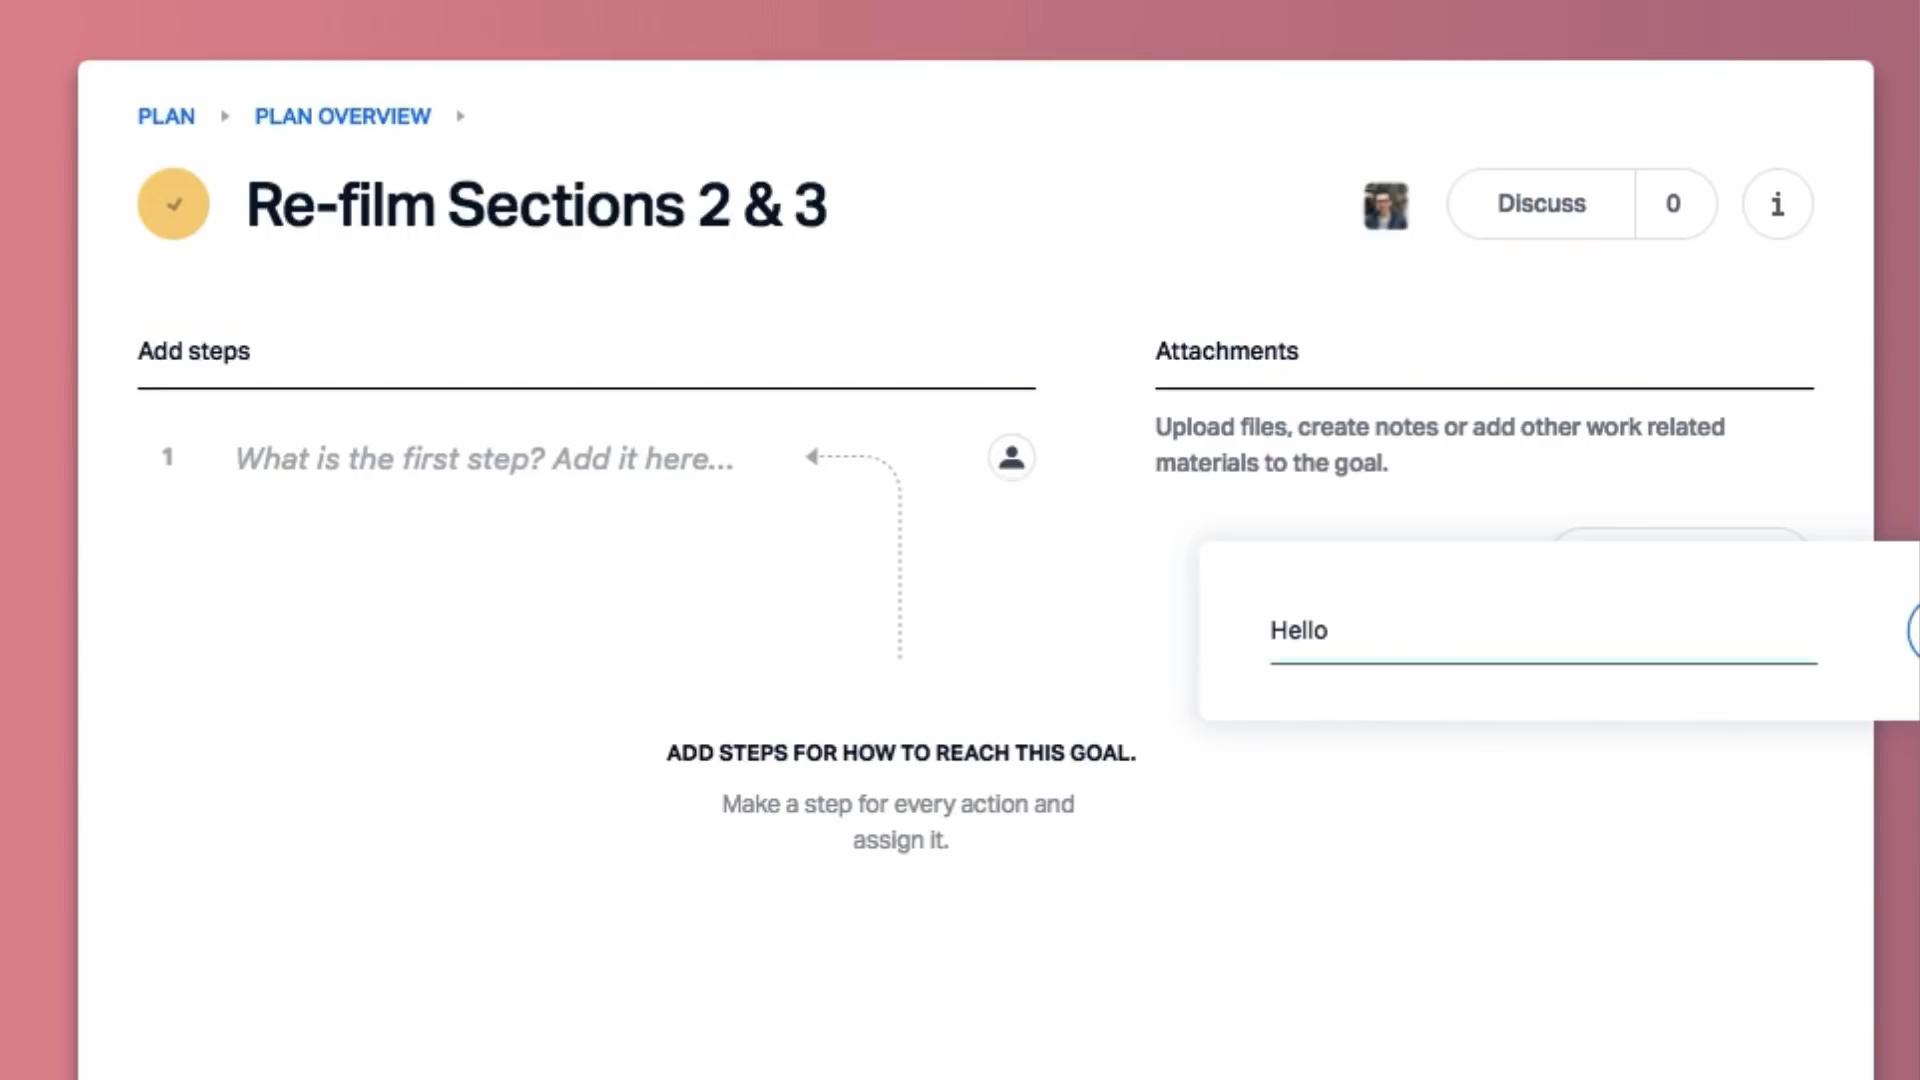 PLAN PLAN OVERVIEW
Re-film Sections 2 & 3
Discuss 0 i
Add steps
Attachments
1 What is the first step? Add it here...
Upload files, create notes or add other work related
materials to the goal.
Hello
ADD STEPS FOR HOW TO REACH THIS GOAL.
Make a step for every action and
assign it.